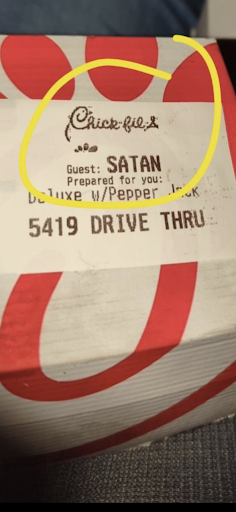 Chick-fil-A
Guest: SATAN
Prepared for you:
Deluxe w/Pepper Jack
5419 DRIVE THRU